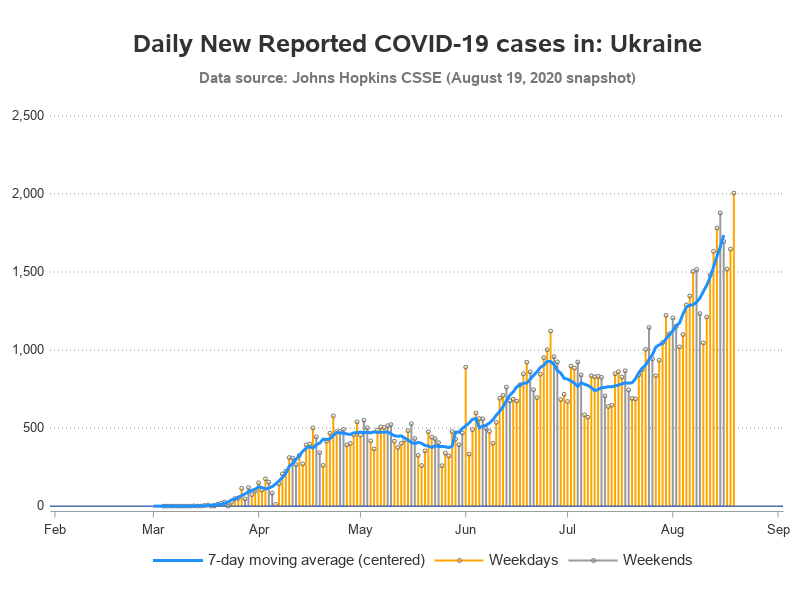 Daily New Reported COVID-19 cases in: Ukraine
Data source: Johns Hopkins CSSE (August 19, 2020 snapshot)
2,500
2,000
1,500
1,000
500
0
Feb Mar Apr May Jun Jul Aug Sep
7-day moving average (centered) Weekdays Weekends